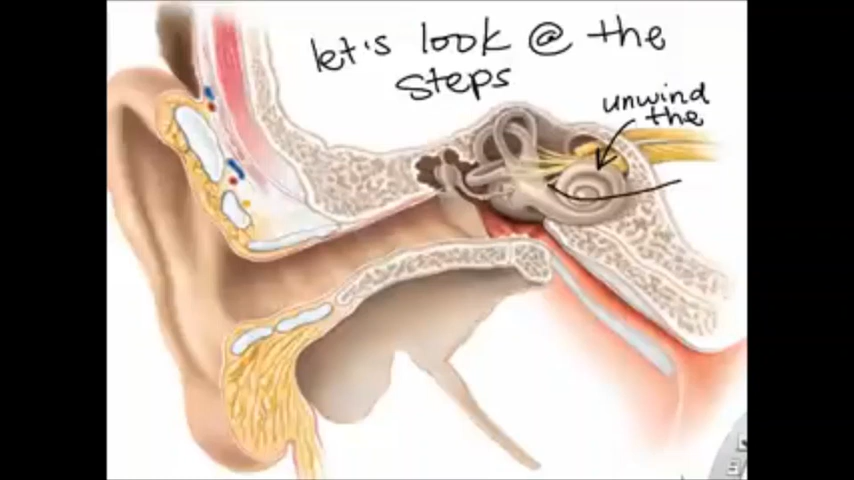 let's look @ the
steps
unwind
the